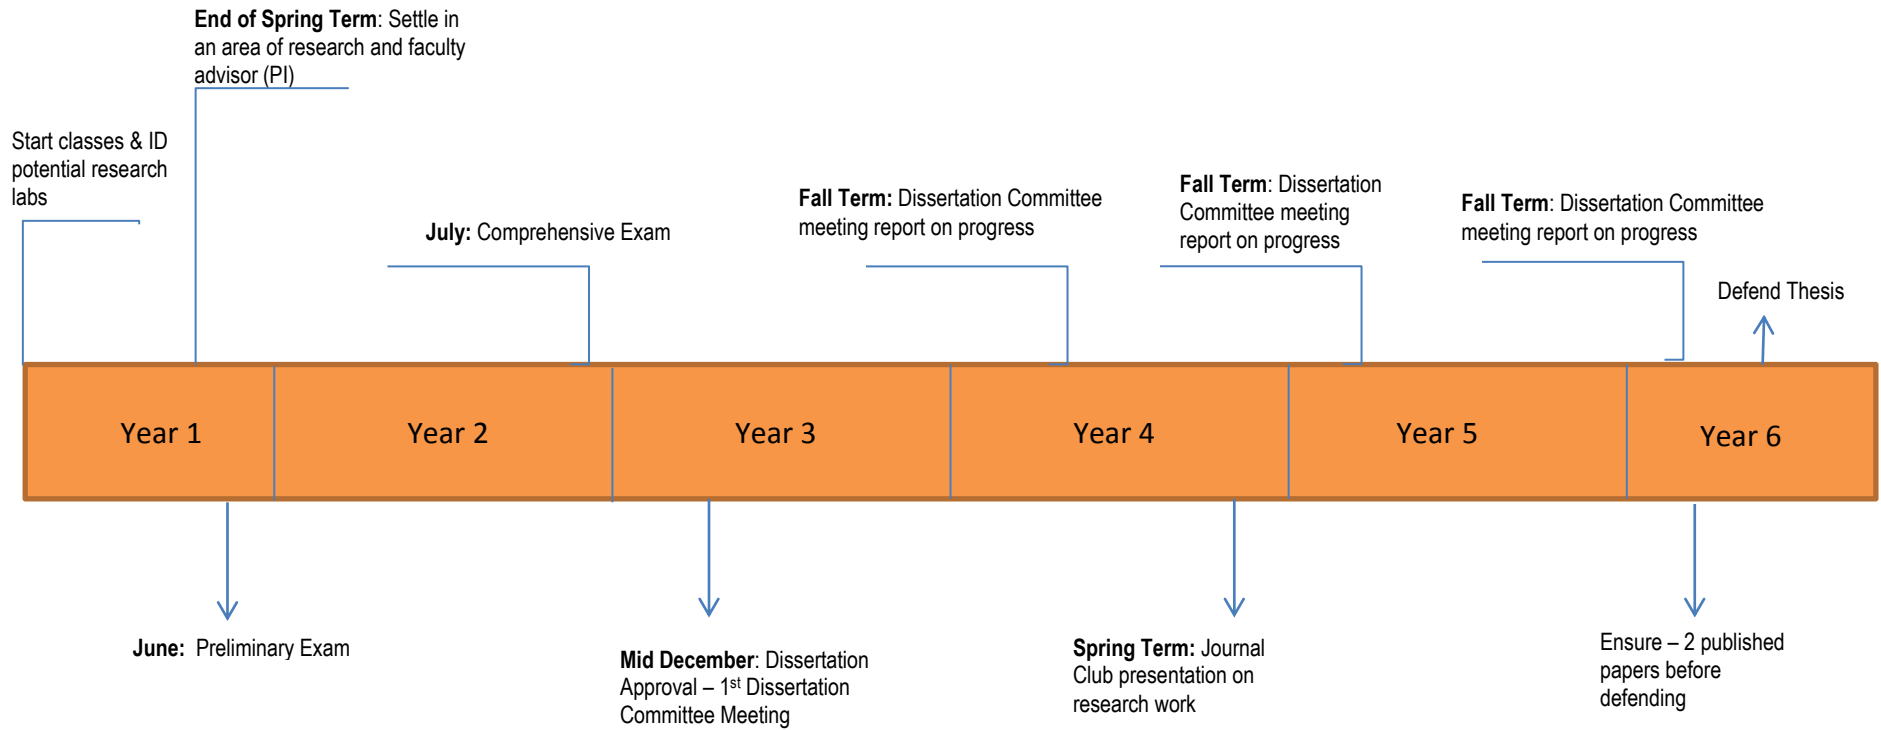 End of Spring Term: Settle in
an area of research and faculty
advisor (PI)
Start classes & ID
potential research
labs
July: Comprehensive Exam
Fall Term: Dissertation Committee
meeting report on progress
Fall Term: Dissertation
Committee meeting
report on progress
Fall Term: Dissertation Committee
meeting report on progress
Defend Thesis
Year 1
Year 2
Year 3
Year 4
Year 5
Year 6
June: Preliminary Exam
Mid December: Dissertation
Approval – 1st Dissertation
Committee Meeting
Spring Term: Journal
Club presentation on
research work
Ensure – 2 published
papers before
defending